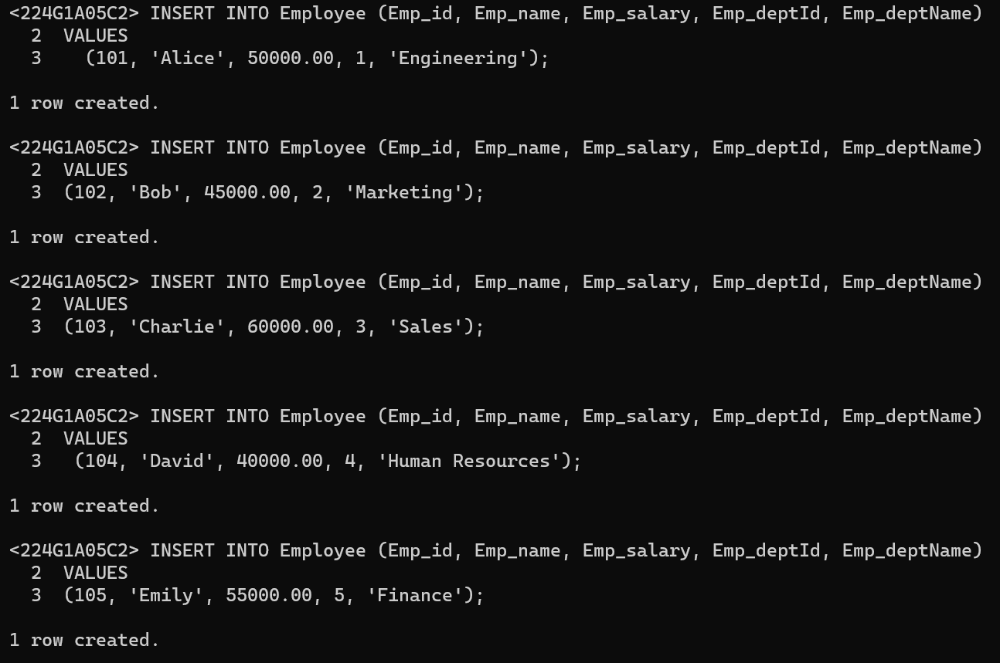 <224G1A05C2> INSERT INTO Employee (Emp_id, Emp_name, Emp_salary, Emp_deptId, Emp_deptName)
  2  VALUES
  3    (101, 'Alice', 50000.00, 1, 'Engineering');
1 row created.
<224G1A05C2> INSERT INTO Employee (Emp_id, Emp_name, Emp_salary, Emp_deptId, Emp_deptName)
  2  VALUES
  3  (102, 'Bob', 45000.00, 2, 'Marketing');
1 row created.
<224G1A05C2> INSERT INTO Employee (Emp_id, Emp_name, Emp_salary, Emp_deptId, Emp_deptName)
  2  VALUES
  3  (103, 'Charlie', 60000.00, 3, 'Sales');
1 row created.
<224G1A05C2> INSERT INTO Employee (Emp_id, Emp_name, Emp_salary, Emp_deptId, Emp_deptName)
  2  VALUES
  3   (104, 'David', 40000.00, 4, 'Human Resources');
1 row created.
<224G1A05C2> INSERT INTO Employee (Emp_id, Emp_name, Emp_salary, Emp_deptId, Emp_deptName)
  2  VALUES
  3  (105, 'Emily', 55000.00, 5, 'Finance');
1 row created.